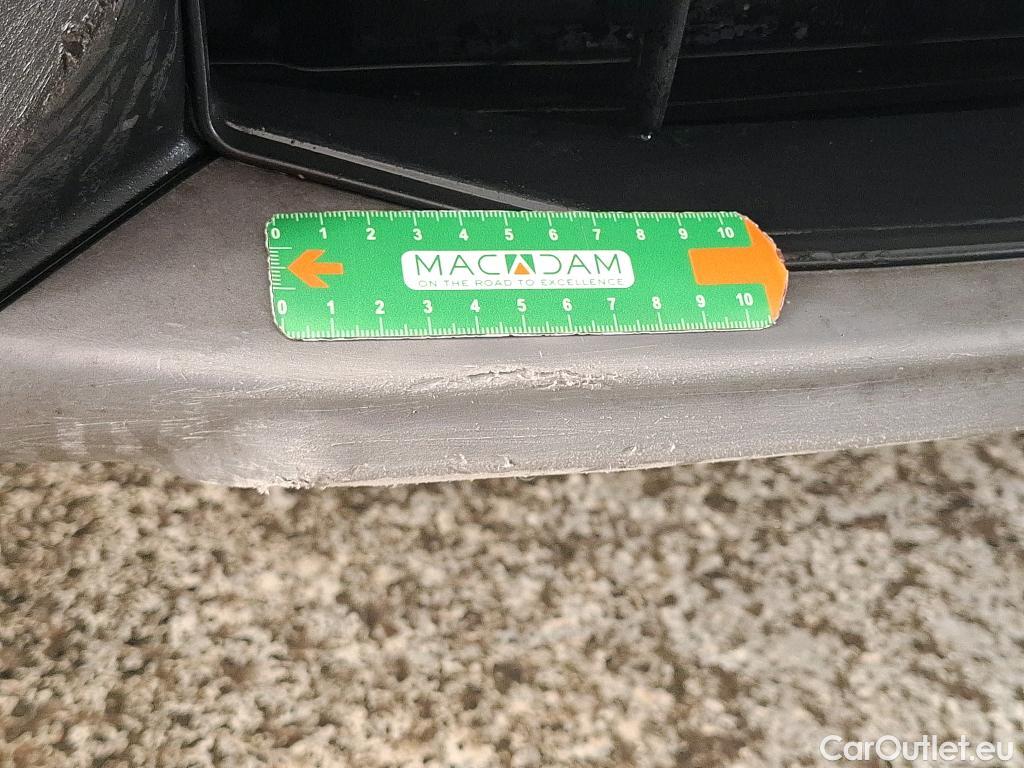 0 1 2 3 4 5 6 7 8 9 10
MACADAM
ON THE ROAD TO EXCELLENCE
0 1 2 3 4 5 6 7 8 9 10
CarOutlet.eu